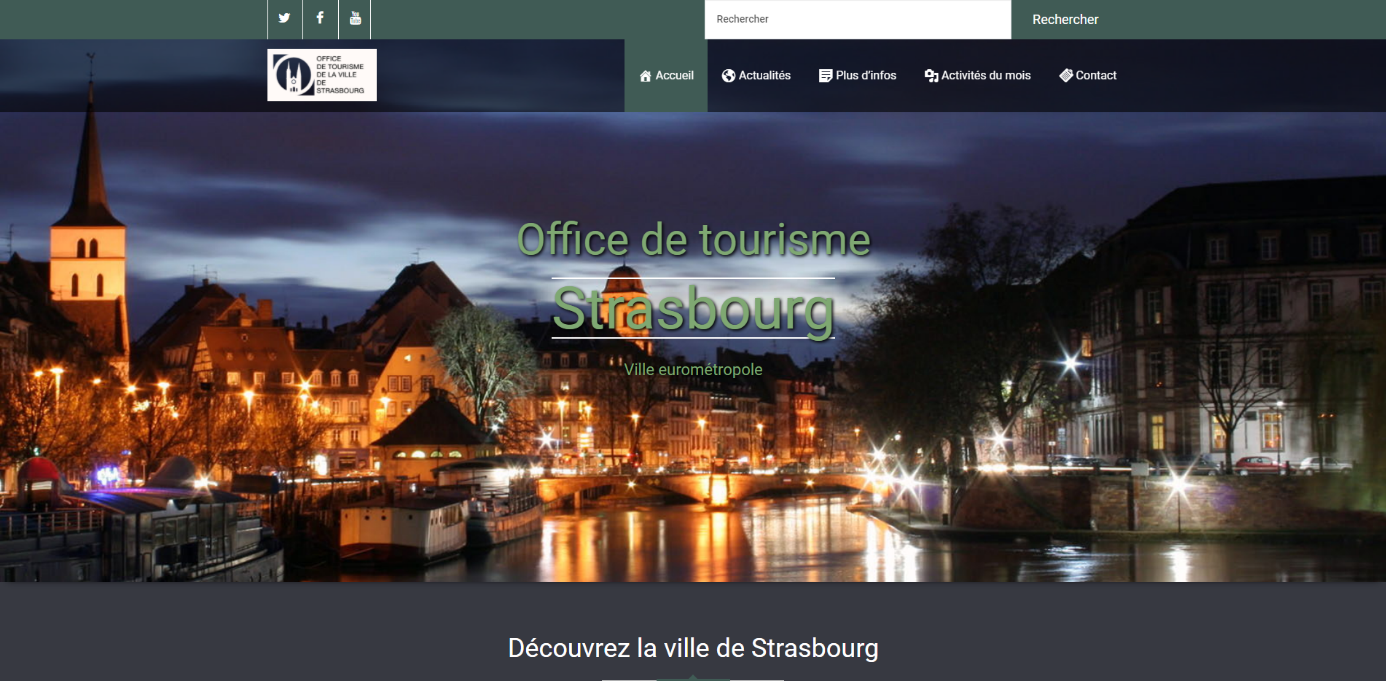 Rechercher
Rechercher
OFFICE
DE TOURISME
DE LA VILLE
DE
STRASBOURG
Accueil
Actualités
Plus d'infos
Activités du mois
Contact
Office de tourisme
Strasbourg
Ville eurométropole
Découvrez la ville de Strasbourg